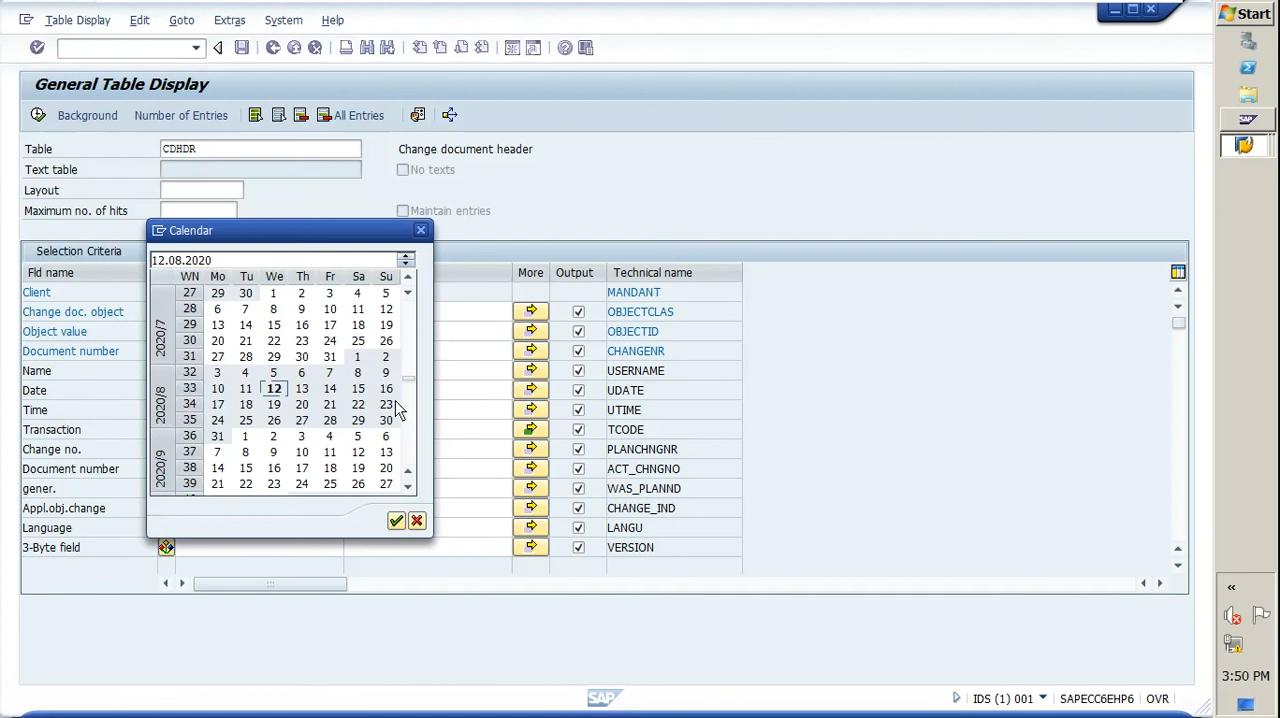 Table Display Edit Goto Extras System Help
Start
General Table Display
Background Number of Entries All Entries
Table CDHDR Change document header
Text table No texts
Layout
Maximum no. of hits Maintain entries
Calendar
Selection Criteria
12.08.2020
Fld name More Output Technical name
WN Mo Tu We Th Fr Sa Su
27 29 30 1 2 3 4 5
28 6 7 8 9 10 11 12
29 13 14 15 16 17 18 19
30 20 21 22 23 24 25 26
31 27 28 29 30 31 1 2
32 3 4 5 6 7 8 9
33 10 11 12 13 14 15 16
34 17 18 19 20 21 22 23
35 24 25 26 27 28 29 30
36 31 1 2 3 4 5 6
37 7 8 9 10 11 12 13
38 14 15 16 17 18 19 20
39 21 22 23 24 25 26 27
2020/7
2020/8
2020/9
Client MANDANT
Change doc. object OBJECTCLAS
Object value OBJECTID
Document number CHANGENR
Name USERNAME
Date UDATE
Time UTIME
Transaction TCODE
Change no. PLANCHNGNR
Document number ACT_CHNGNO
gener. WAS_PLANND
Appl.obj.change CHANGE_IND
Language LANGU
3-Byte field VERSION
3:50 PM
SAP IDS (1) 001 SAPECC6EHP6 OVR